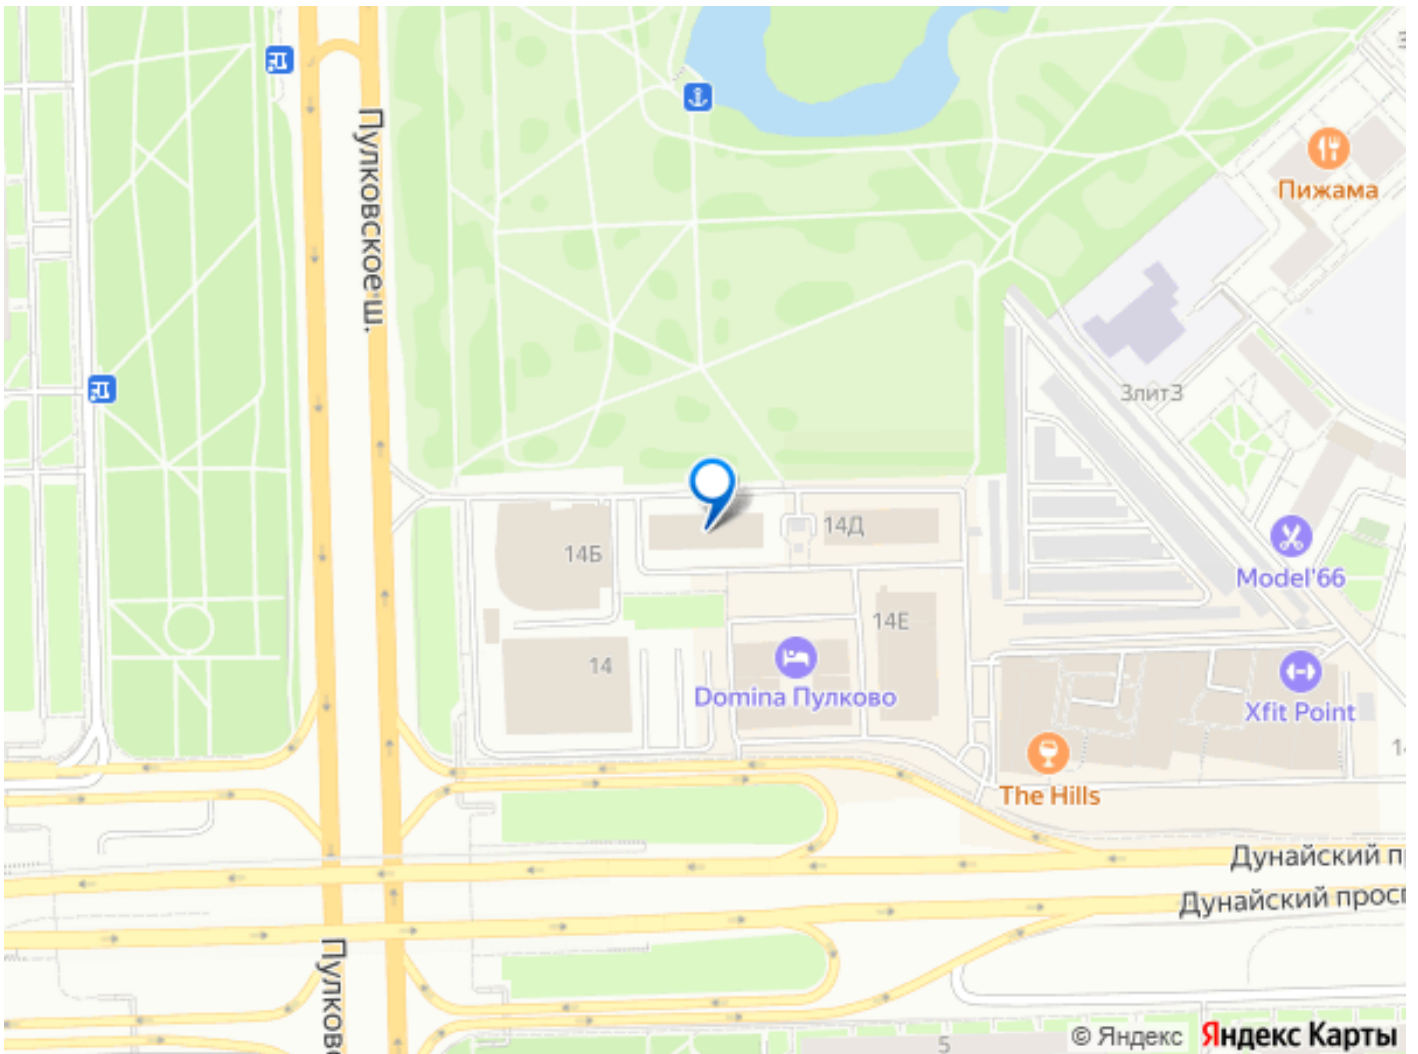 Пулковское ш.
Пижама
3лит3
14Д
14Б
Model'66
14Е
14
Domina Пулково
Xfit Point
The Hills
Дунайский п
Дунайский прос
Пулков
5
© Яндекс
Яндекс Карты